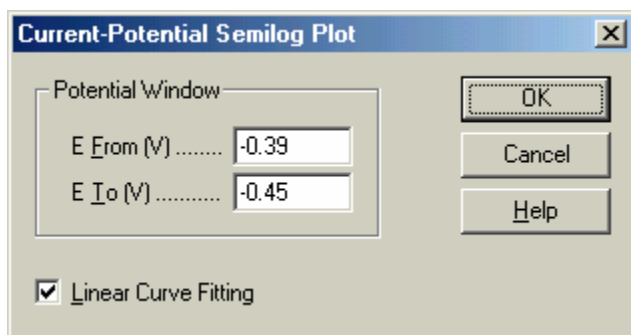 Current-Potential Semilog Plot
Potential Window
E From (V) ........ -0.39
E To (V) ........... -0.45
OK
Cancel
Help
Linear Curve Fitting